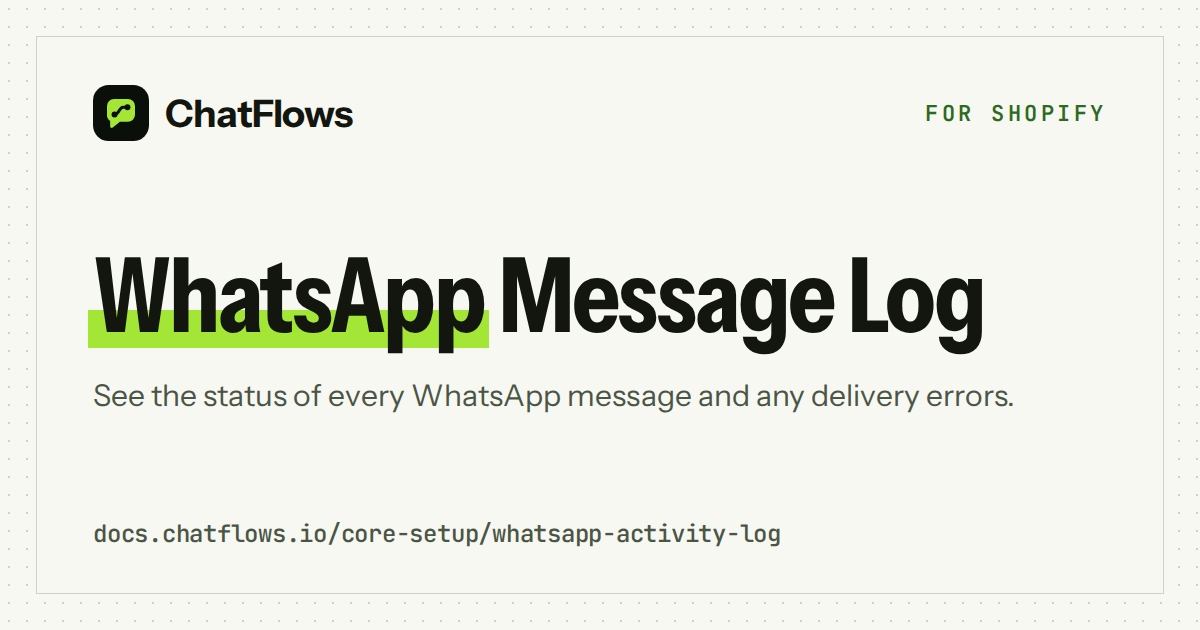 ChatFlows
FOR SHOPIFY
WhatsApp Message Log
See the status of every WhatsApp message and any delivery errors.
docs.chatflows.io/core-setup/whatsapp-activity-log